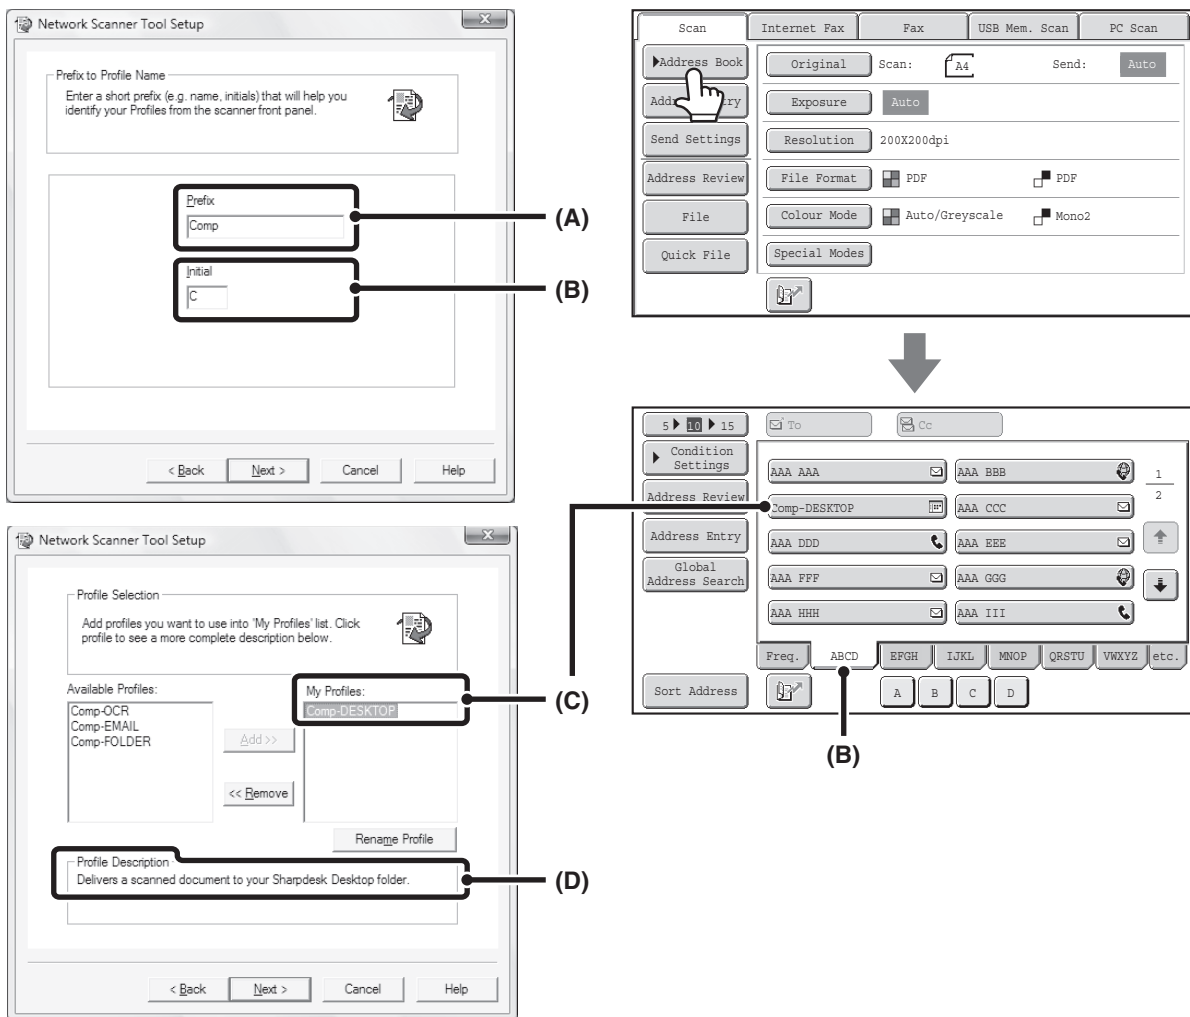 Network Scanner Tool Setup
X
Prefix to Profile Name
Enter a short prefix (e.g. name, initials) that will help you
identify your Profiles from the scanner front panel.
Prefix
Comp
(A)
Initial
C
(B)
< Back
Next >
Cancel
Help
Network Scanner Tool Setup
X
Profile Selection
Add profiles you want to use into 'My Profiles' list. Click
profile to see a more complete description below.
Available Profiles:
Comp-OCR
Comp-EMAIL
Comp-FOLDER
Add >>
<< Remove
My Profiles:
Comp-DESKTOP
(C)
Rename Profile
Profile Description
Delivers a scanned document to your Sharpdesk Desktop folder.
(D)
< Back
Next >
Cancel
Help
Scan
Internet Fax
Fax
USB Mem. Scan
PC Scan
Address Book
Original
Scan:
A4
Send:
Auto
Exposure
Auto
Send Settings
Resolution
200X200dpi
Address Review
File Format
PDF
PDF
File
Colour Mode
Auto/Greyscale
Mono2
Quick File
Special Modes
5 10 15
To
Cc
Condition
Settings
Address Review
Address Entry
Global
Address Search
Sort Address
AAA AAA
AAA BBB
Comp-DESKTOP
AAA CCC
AAA DDD
AAA EEE
AAA FFF
AAA GGG
AAA HHH
AAA III
1
2
Freq.
ABCD
EFGH
IJKL
MNOP
QRSTU
VWXYZ
etc.
A
B
C
D
(B)